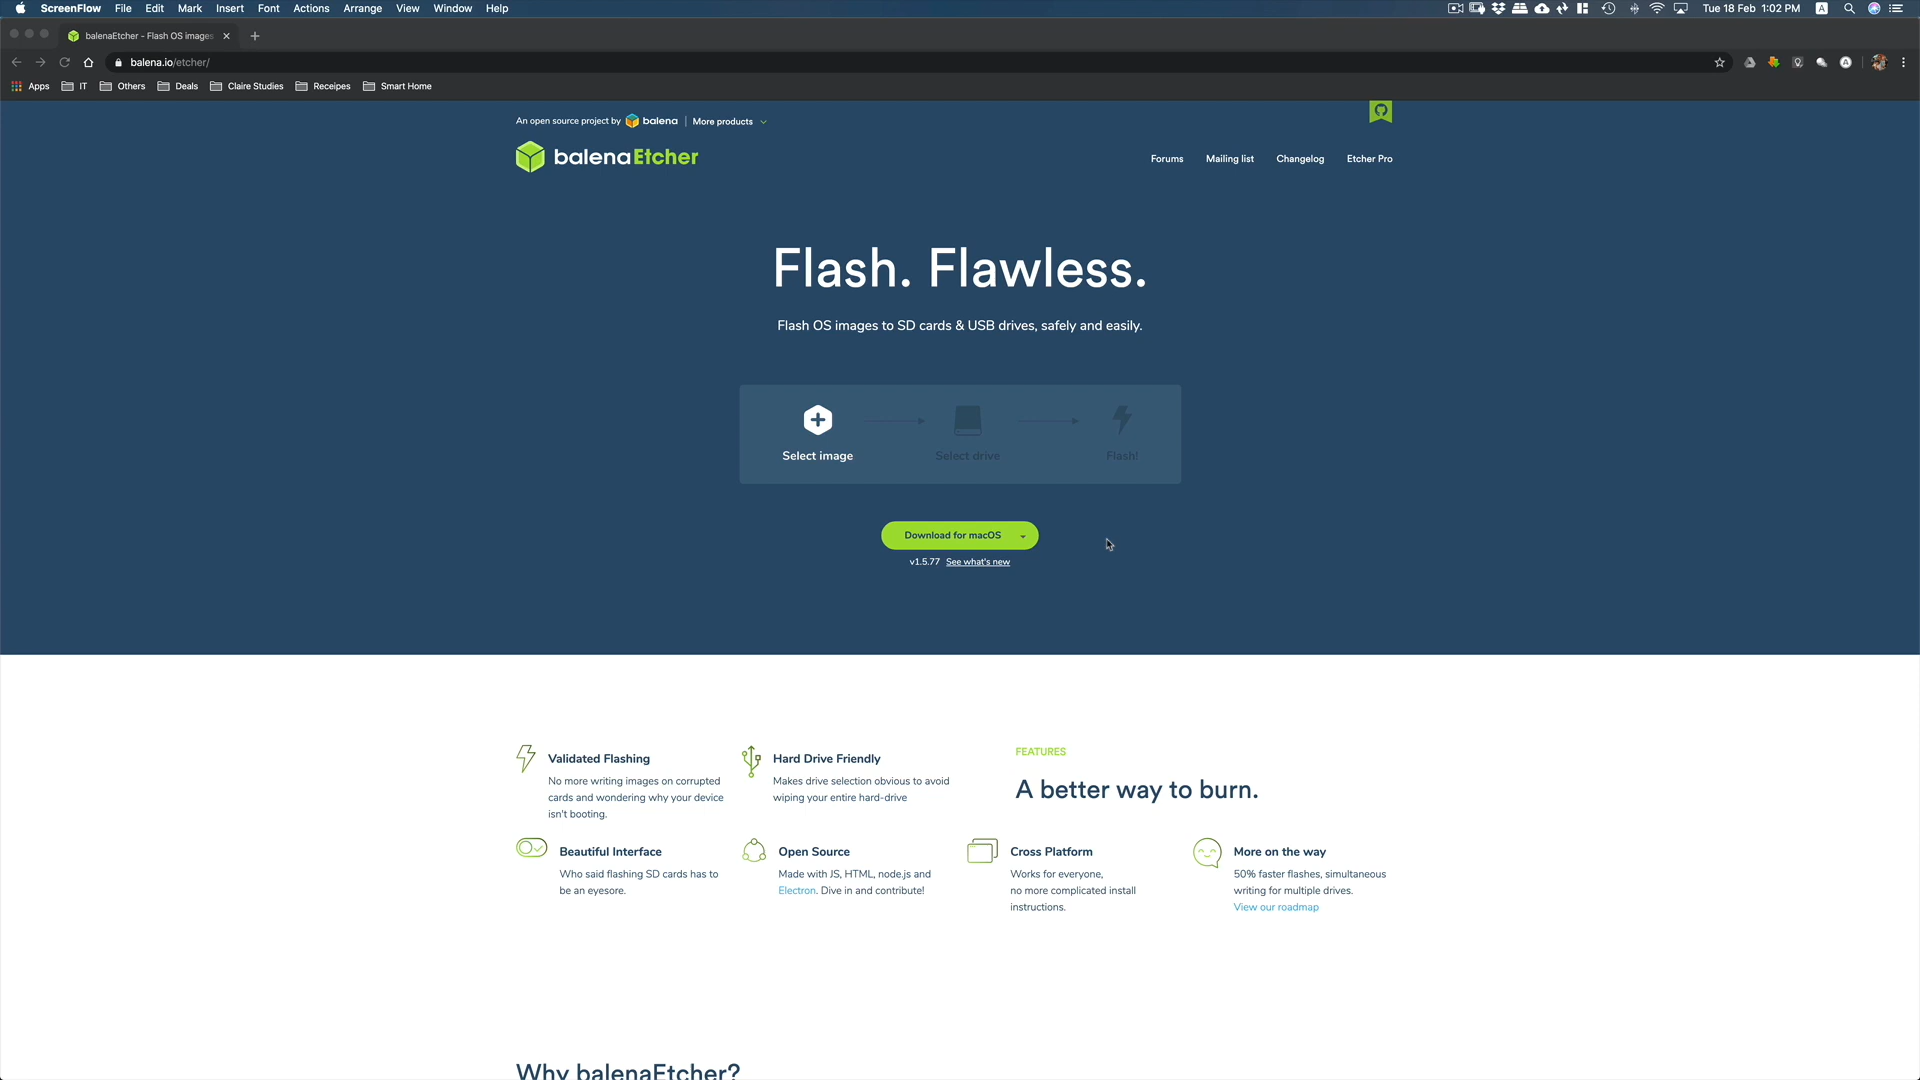 ScreenFlow File Edit Mark Insert Font Actions Arrange View Window Help
Tue 18 Feb 1:02 PM A
balenaEtcher - Flash OS images
balena.io/etcher/
Apps IT Others Deals Claire Studies Receipes Smart Home
An open source project by balena | More products
balenaEtcher
Forums Mailing list Changelog Etcher Pro
Flash. Flawless.
Flash OS images to SD cards & USB drives, safely and easily.
Select image Select drive Flash!
Download for macOS
v1.5.77 See what's new
Validated Flashing
No more writing images on corrupted
cards and wondering why your device
isn't booting.
Hard Drive Friendly
Makes drive selection obvious to avoid
wiping your entire hard-drive
FEATURES
A better way to burn.
Beautiful Interface
Who said flashing SD cards has to
be an eyesore.
Open Source
Made with JS, HTML, node.js and
Electron. Dive in and contribute!
Cross Platform
Works for everyone,
no more complicated install
instructions.
More on the way
50% faster flashes, simultaneous
writing for multiple drives.
View our roadmap
Why balenaEtcher?